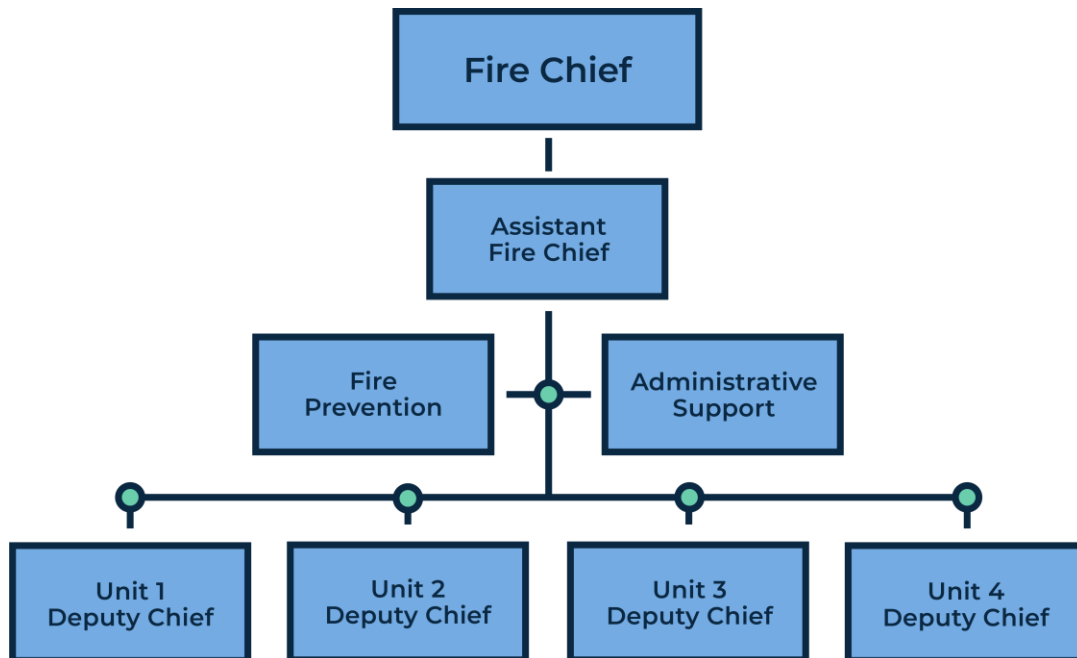 Fire Chief
Assistant
Fire Chief
Fire
Prevention
Administrative
Support
Unit 1
Deputy Chief
Unit 2
Deputy Chief
Unit 3
Deputy Chief
Unit 4
Deputy Chief